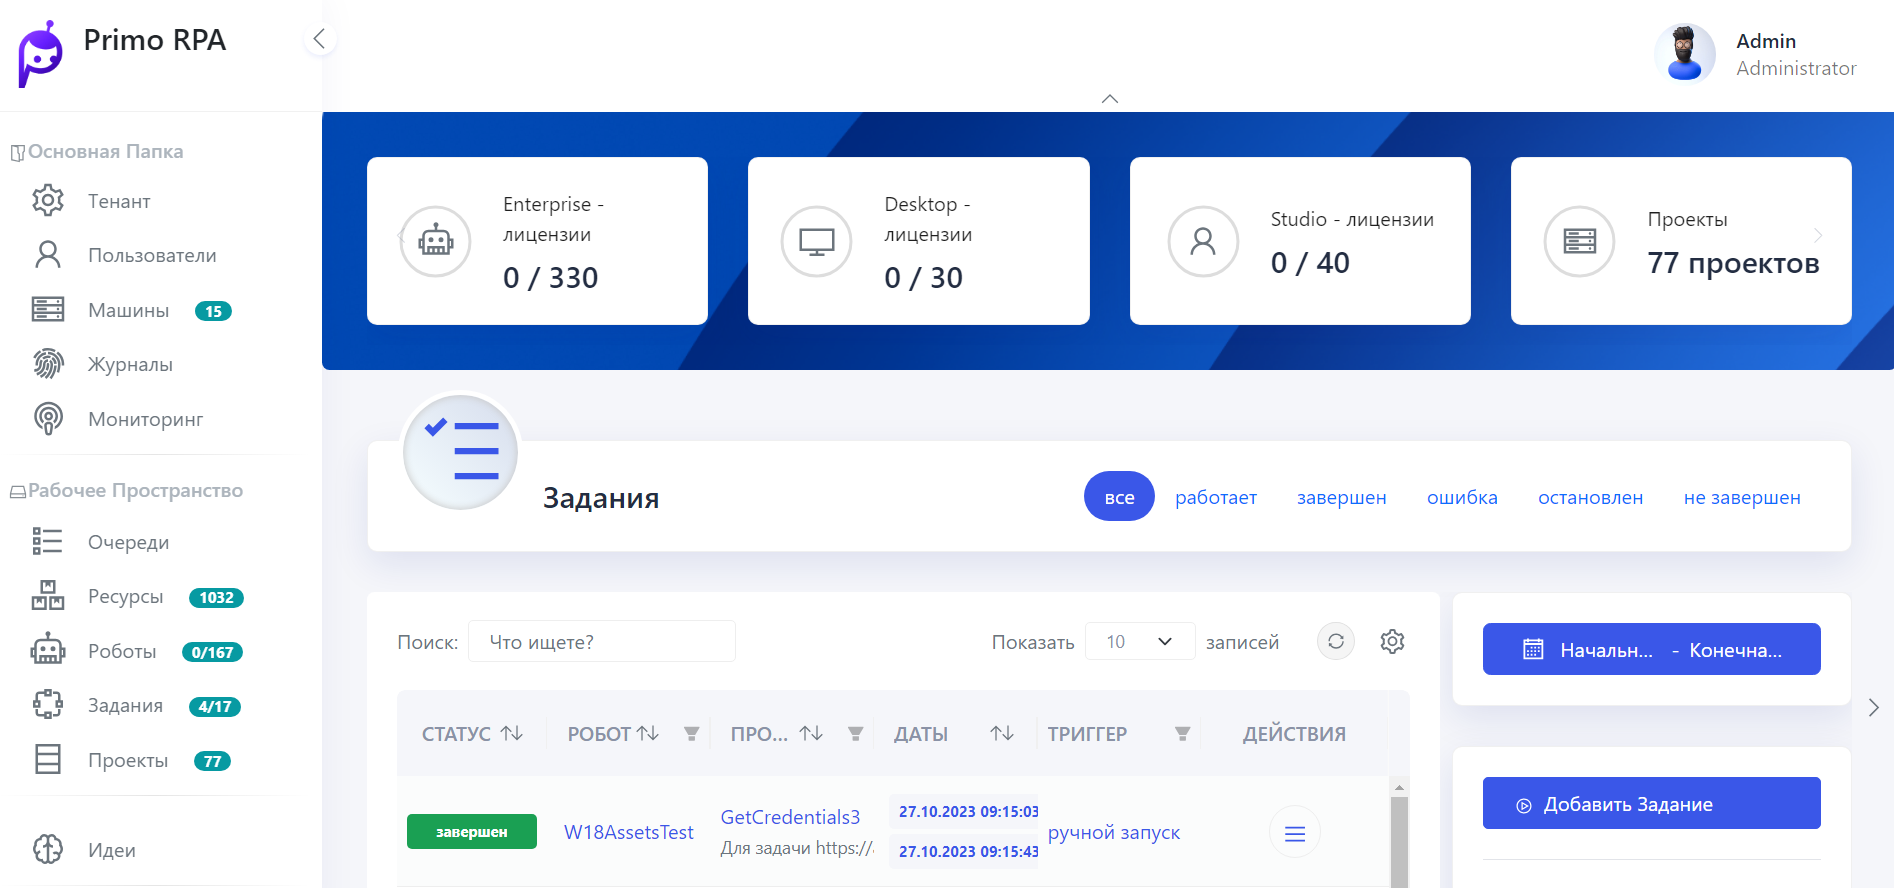 Primo RPA
Admin
Administrator
Основная Папка
Тенант
Пользователи
Машины 15
Журналы
Мониторинг
Рабочее Пространство
Очереди
Ресурсы 1032
Роботы 0/167
Задания 4/17
Проекты 77
Идеи
Enterprise -
лицензии
0 / 330
Desktop -
лицензии
0 / 30
Studio - лицензии
0 / 40
Проекты
77 проектов
Задания
все работает завершен ошибка остановлен не завершен
Поиск: Что ищете? Показать 10 записей
СТАТУС РОБОТ ПРО... ДАТЫ ТРИГГЕР ДЕЙСТВИЯ
завершен W18AssetsTest GetCredentials3
Для задачи https://
27.10.2023 09:15:03
27.10.2023 09:15:43
ручной запуск
Начальн... - Конечна...
Добавить Задание